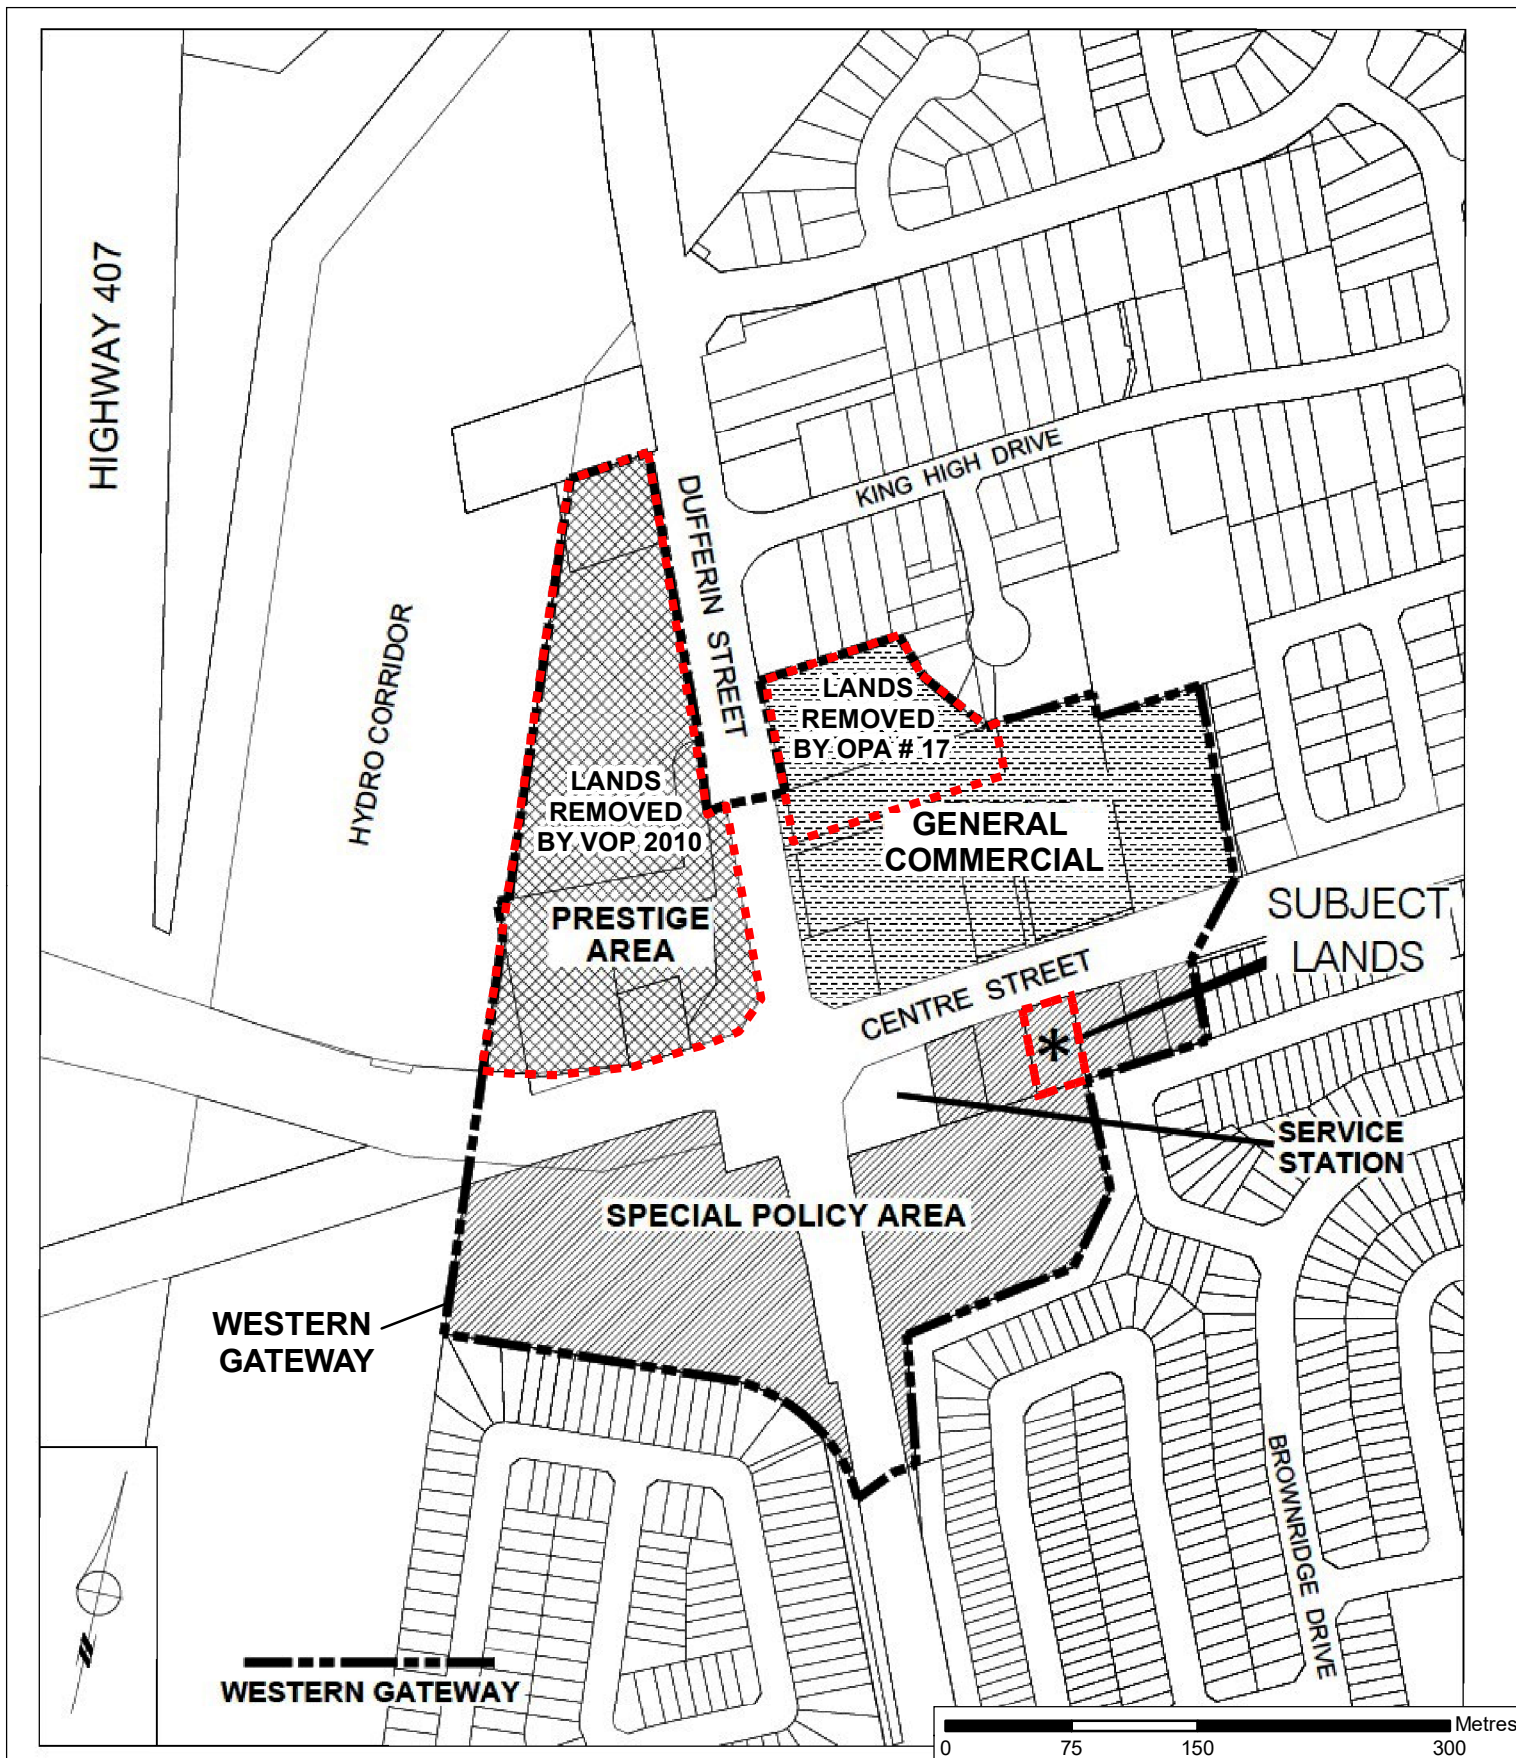 HIGHWAY 407
HYDRO CORRIDOR
DUFFERIN STREET
KING HIGH DRIVE
LANDS
REMOVED
BY OPA # 17
LANDS
REMOVED
BY VOP 2010
GENERAL
COMMERCIAL
PRESTIGE
AREA
SUBJECT
LANDS
CENTRE STREET
*
SERVICE
STATION
SPECIAL POLICY AREA
WESTERN
GATEWAY
BROWNRIDGE DRIVE
WESTERN GATEWAY
Metres
0 75 150 300